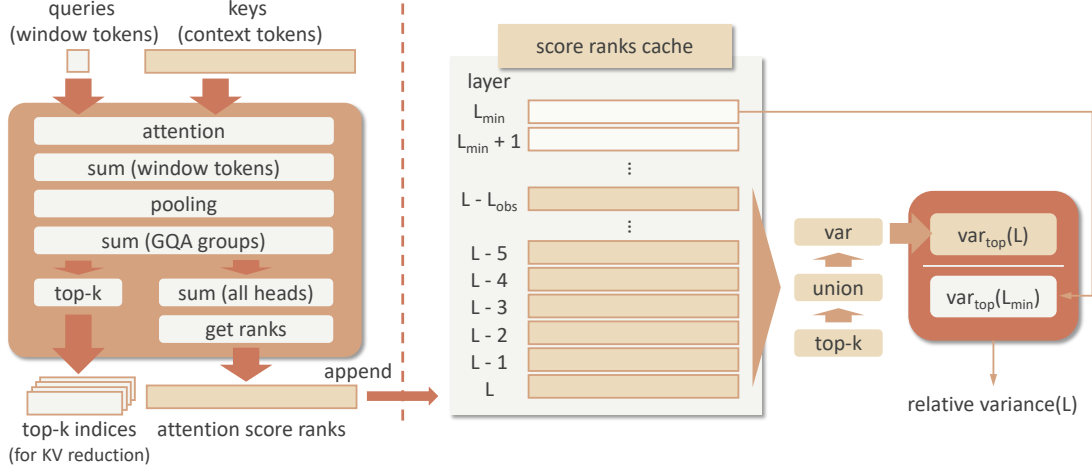 queries
(window tokens)
keys
(context tokens)
attention
sum (window tokens)
pooling
sum (GQA groups)
top-k
sum (all heads)
get ranks
top-k indices
(for KV reduction)
attention score ranks
append
score ranks cache
layer
Lmin
Lmin + 1
⋮
L - Lobs
⋮
L - 5
L - 4
L - 3
L - 2
L - 1
L
var
union
top-k
vartop(L)
vartop(Lmin)
relative variance(L)